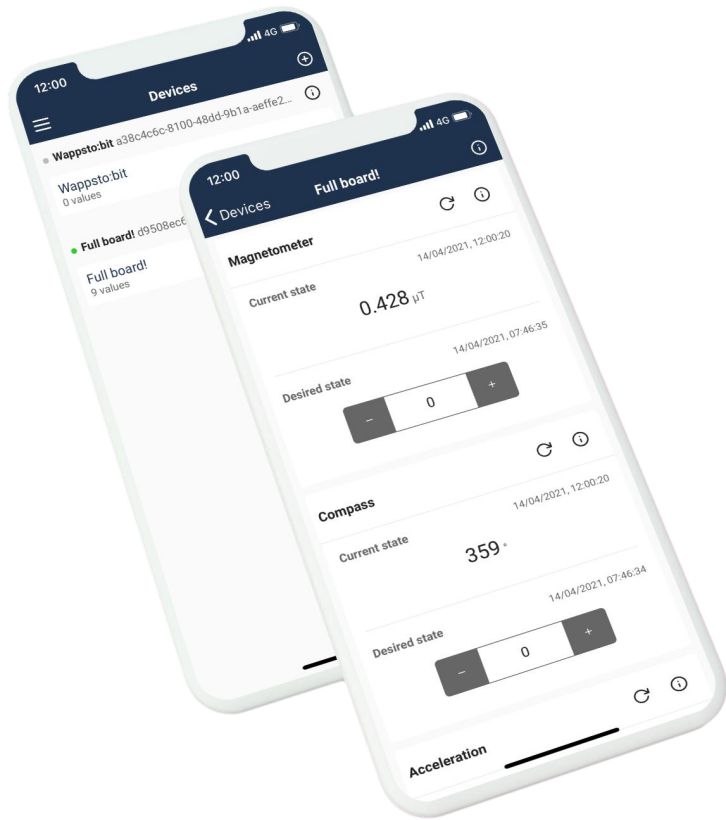 12:00
4G
Devices
Wappsto:bit a38c4c6c-8100-48dd-9b1a-aeffe2...
Wappsto:bit
0 values
Full board! d9508ec6
Full board!
9 values
12:00
4G
Devices
Full board!
Magnetometer
Current state
14/04/2021, 12:00:20
0.428 µT
Desired state
14/04/2021, 07:46:35
−
0
+
Compass
Current state
14/04/2021, 12:00:20
359 °
Desired state
14/04/2021, 07:46:34
−
0
+
Acceleration